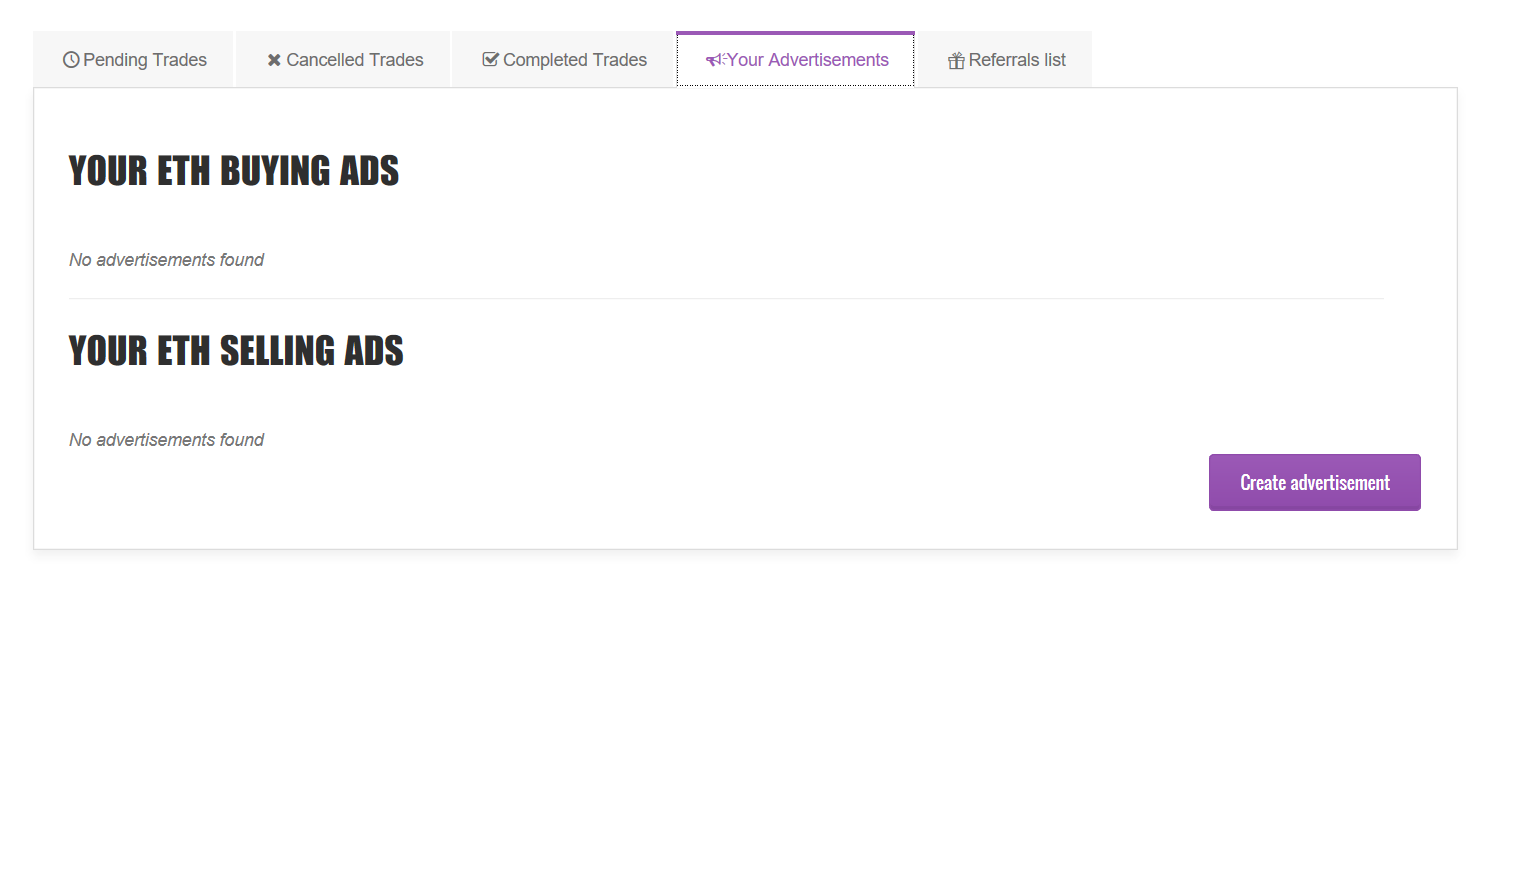 Pending Trades
Cancelled Trades
Completed Trades
Your Advertisements
Referrals list
YOUR ETH BUYING ADS
No advertisements found
YOUR ETH SELLING ADS
No advertisements found
Create advertisement